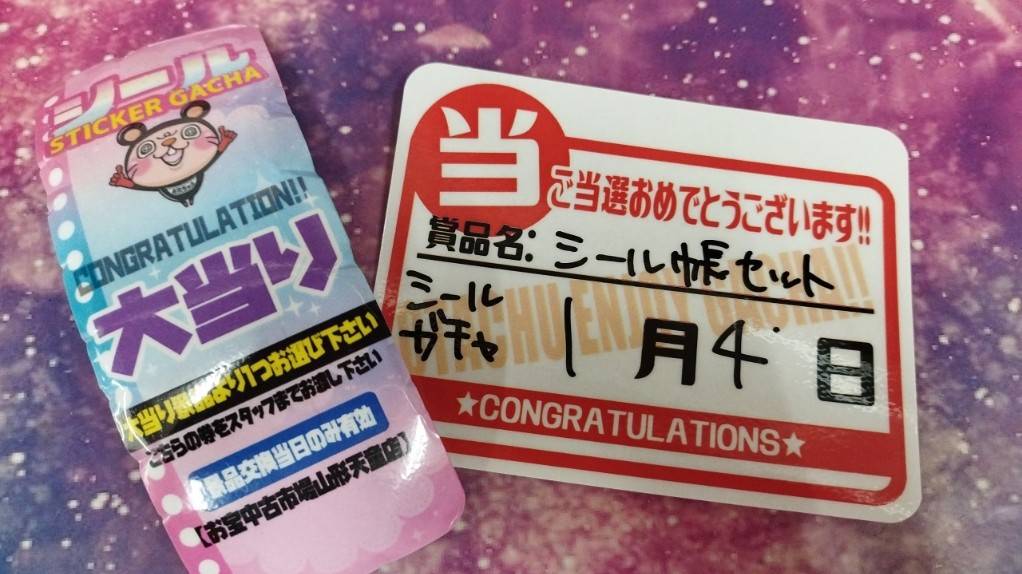 シール
STICKER GACHA
CONGRATULATION!!
大当り
大当り景品より1つお選び下さい
こちらの券をスタッフまでお渡し下さい
景品交換当日のみ有効
【お宝中古市場山形天童店】
当
ご当選おめでとうございます!!
賞品名: シール帳セット
シール
ガチャ
1月4日
ENJOY GACHA!!
★CONGRATULATIONS★